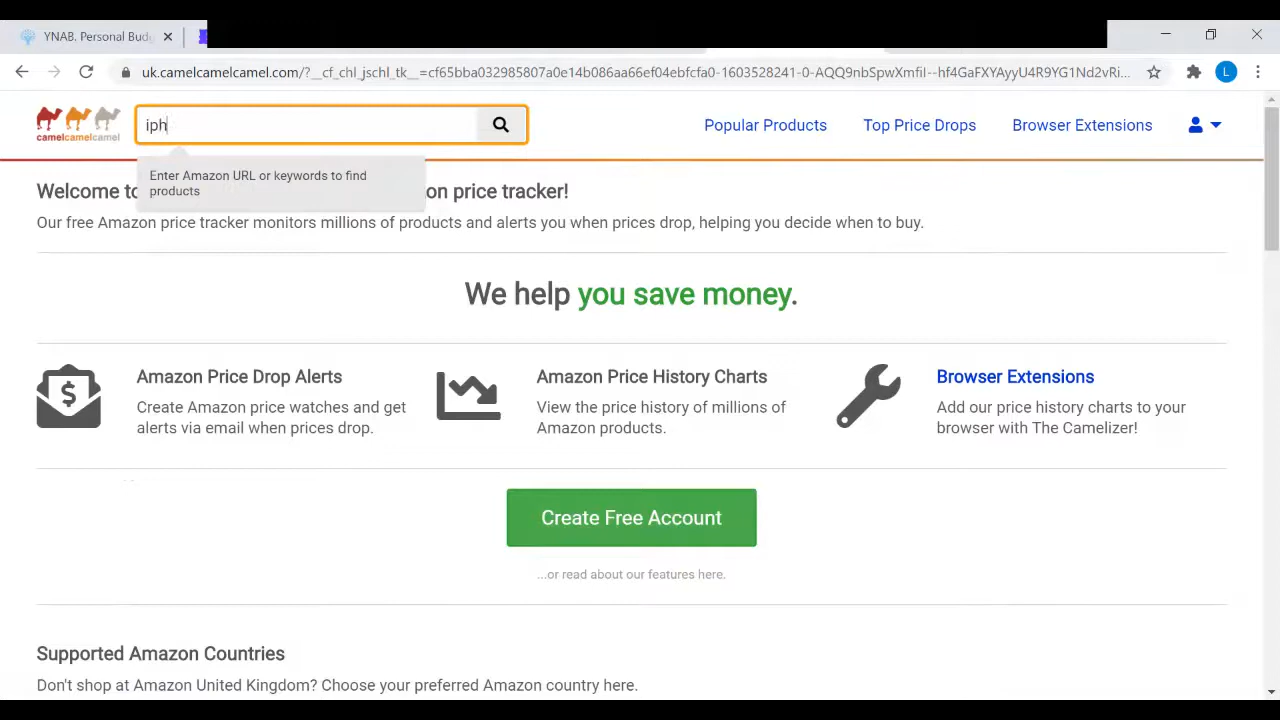 YNAB. Personal Budg
uk.camelcamelcamel.com/?__cf_chl_jschl_tk__=cf65bba032985807a0e14b086aa66ef04ebfcfa0-1603528241-0-AQQ9nbSpwXmfiI--hf4GaFXYAyyU4R9YG1Nd2vRi...
L
camelcamelcamel
iph
Popular Products
Top Price Drops
Browser Extensions
Enter Amazon URL or keywords to find
products
Welcome to on price tracker!
Our free Amazon price tracker monitors millions of products and alerts you when prices drop, helping you decide when to buy.
We help you save money.
Amazon Price Drop Alerts
Create Amazon price watches and get
alerts via email when prices drop.
Amazon Price History Charts
View the price history of millions of
Amazon products.
Browser Extensions
Add our price history charts to your
browser with The Camelizer!
Create Free Account
...or read about our features here.
Supported Amazon Countries
Don't shop at Amazon United Kingdom? Choose your preferred Amazon country here.